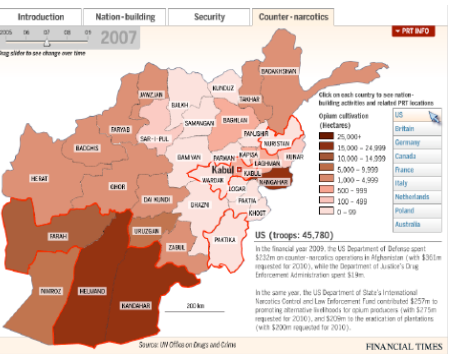 Introduction
Nation-building
Security
Counter-narcotics
2005 06 07 08 09
2007
Drag slider to see change over time
PRT INFO
BADAKHSHAN
KUNDUZ
JAWZJAN
BALKH
TAKHAR
SAMANGAN
BAGHLAN
FARYAB
SAR-I-PUL
PANJSHIR
NURISTAN
BADGHIS
BAMYAN
PARWAN
KAPISA
KUNAR
LAGHMAN
Kabul
KABUL
HERAT
WARDAK
NANGARHAR
GHOR
LOGAR
DAI KUNDI
PAKTIA
GHAZNI
KHOST
URUZGAN
FARAH
PAKTIKA
ZABUL
NIMROZ
HELMAND
KANDAHAR
200km
Click on each country to see nation-
building activities and related PRT locations
Opium cultivation
(Hectares)
25,000+
15,000 - 24,999
10,000 - 14,999
5,000 - 9,999
1,000 - 4,999
500 - 999
100 - 499
0 - 99
US
Britain
Germany
Canada
France
Italy
Netherlands
Poland
Australia
US (troops: 45,780)
In the financial year 2009, the US Department of Defense spent
$232m on counter-narcotics operations in Afghanistan (with $361m
requested for 2010), while the Department of Justice's Drug
Enforcement Administration spent $19m.
In the same year, the US Department of State's International
Narcotics Control and Law Enforcement Fund contributed $257m to
promoting alternative livelihoods for opium producers (with $275m
requested for 2010), and $209m to the eradication of plantations
(with $200m requested for 2010).
Source: UN Office on Drugs and Crime
FINANCIAL TIMES